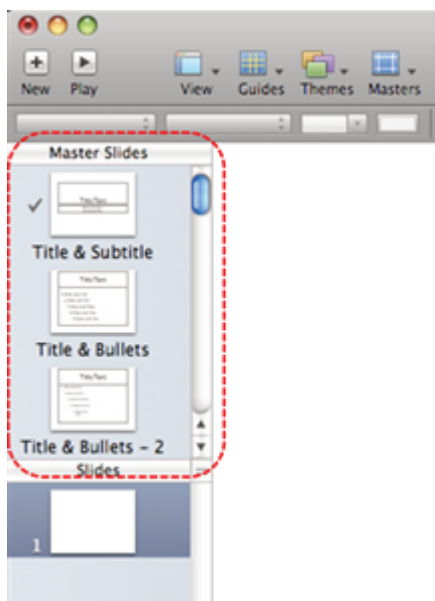 New Play View Guides Themes Masters
Master Slides
Title & Subtitle
Title & Bullets
Title & Bullets – 2
Slides
1